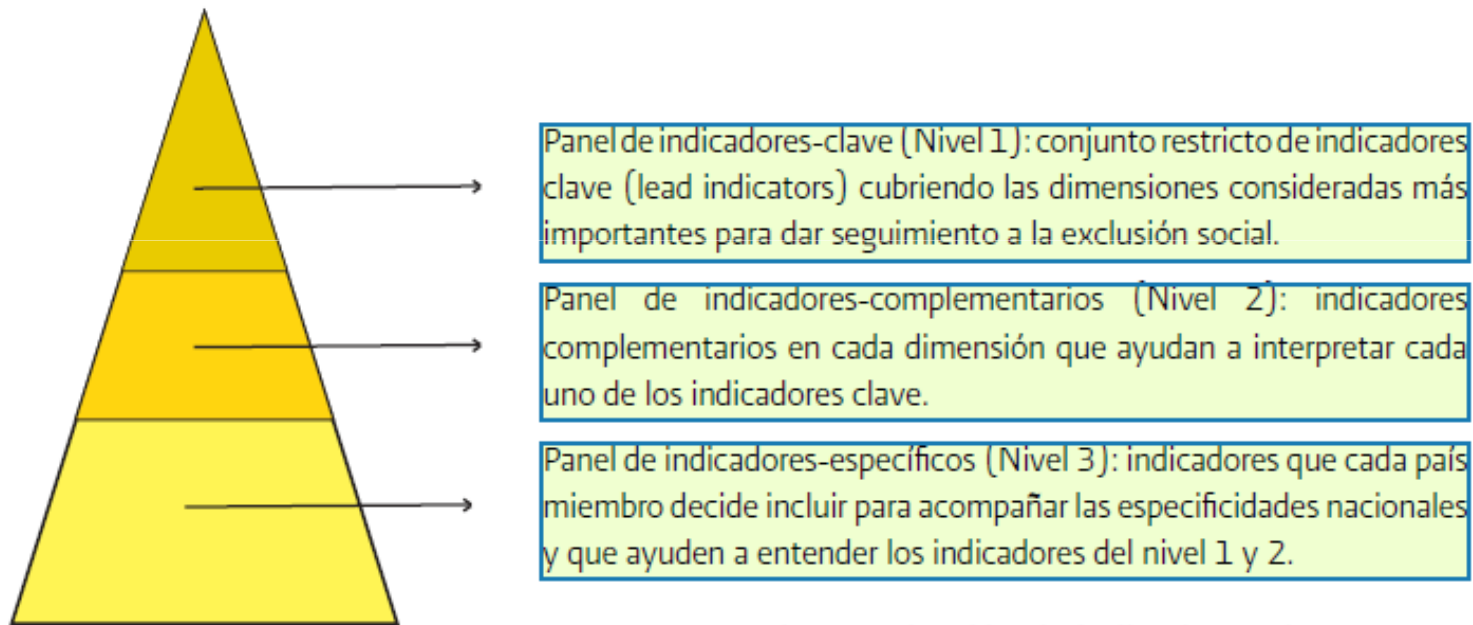 Panel de indicadores-clave (Nivel 1): conjunto restricto de indicadores
clave (lead indicators) cubriendo las dimensiones consideradas más
importantes para dar seguimiento a la exclusión social.
Panel de indicadores-complementarios (Nivel 2): indicadores
complementarios en cada dimensión que ayudan a interpretar cada
uno de los indicadores clave.
Panel de indicadores-específicos (Nivel 3): indicadores que cada país
miembro decide incluir para acompañar las especificidades nacionales
y que ayuden a entender los indicadores del nivel 1 y 2.